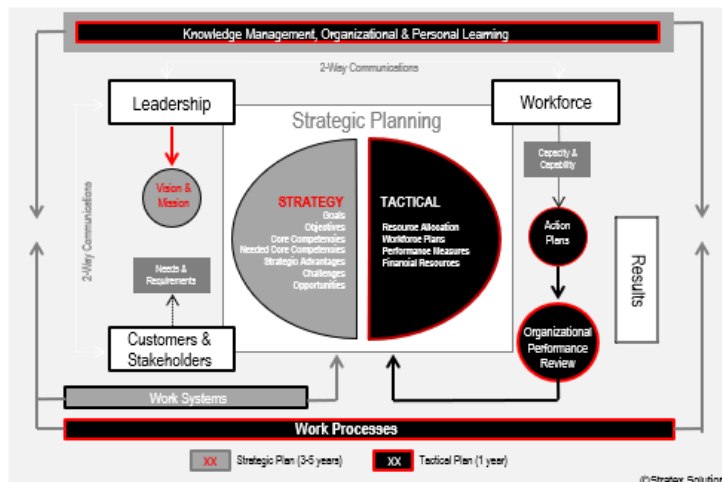 Knowledge Management, Organizational & Personal Learning
2-Way Communications
Leadership
Workforce
Strategic Planning
Capacity &
Capability
Vision &
Mission
STRATEGY
Goals
Objectives
Core Competencies
Needed Core Competencies
Strategic Advantages
Challenges
Opportunities
TACTICAL
Resource Allocation
Workforce Plans
Performance Measures
Financial Resources
Action
Plans
2-Way Communications
Needs &
Requirements
Results
Customers &
Stakeholders
Organizational
Performance
Review
Work Systems
Work Processes
XX Strategic Plan (3-5 years)
XX Tactical Plan (1 year)
©Stratex Solution